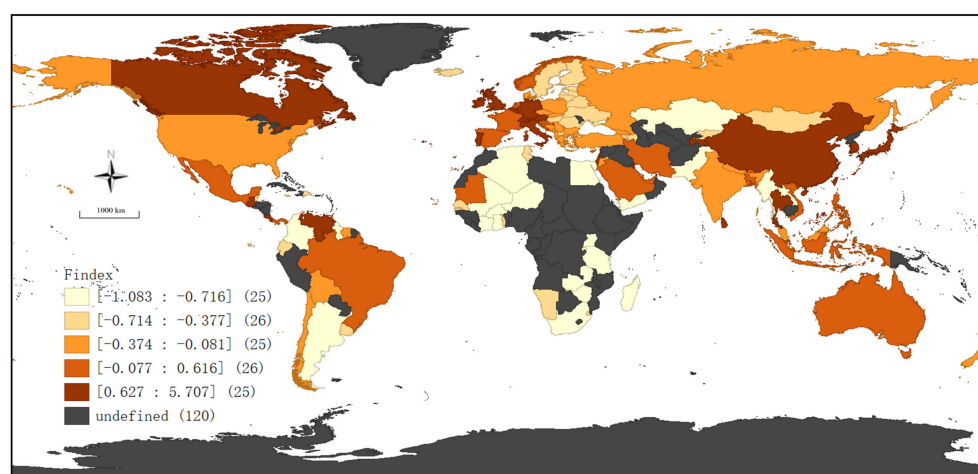 N
1000 km
Findex
[-1.083 : -0.716] (25)
[-0.714 : -0.377] (26)
[-0.374 : -0.081] (25)
[-0.077 : 0.616] (26)
[0.627 : 5.707] (25)
undefined (120)